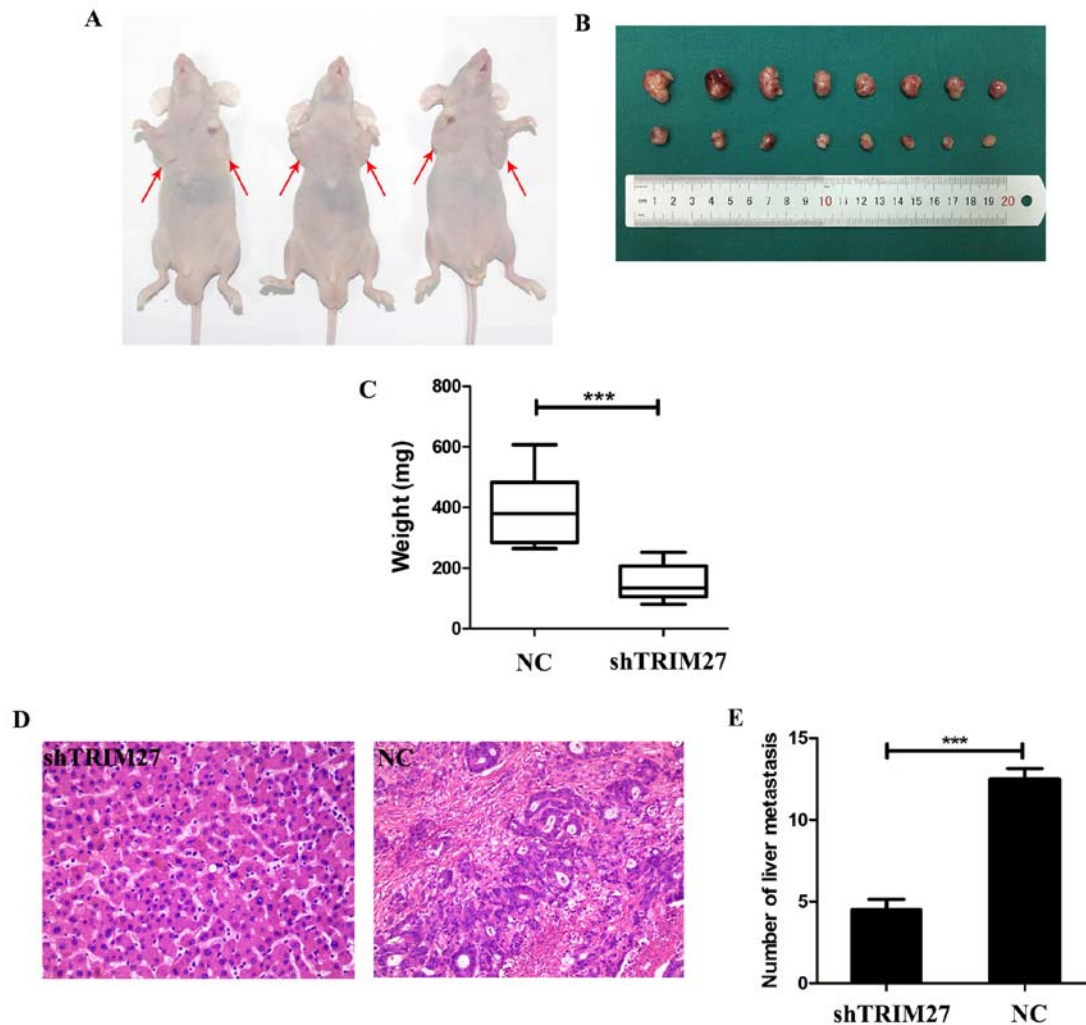 A
B
cm 1 2 3 4 5 6 7 8 9 10 11 12 13 14 15 16 17 18 19 20
C
800
600
400
200
0
Weight (mg)
***
NC
shTRIM27
D
shTRIM27
NC
E
15
10
5
0
Number of liver metastasis
***
shTRIM27
NC